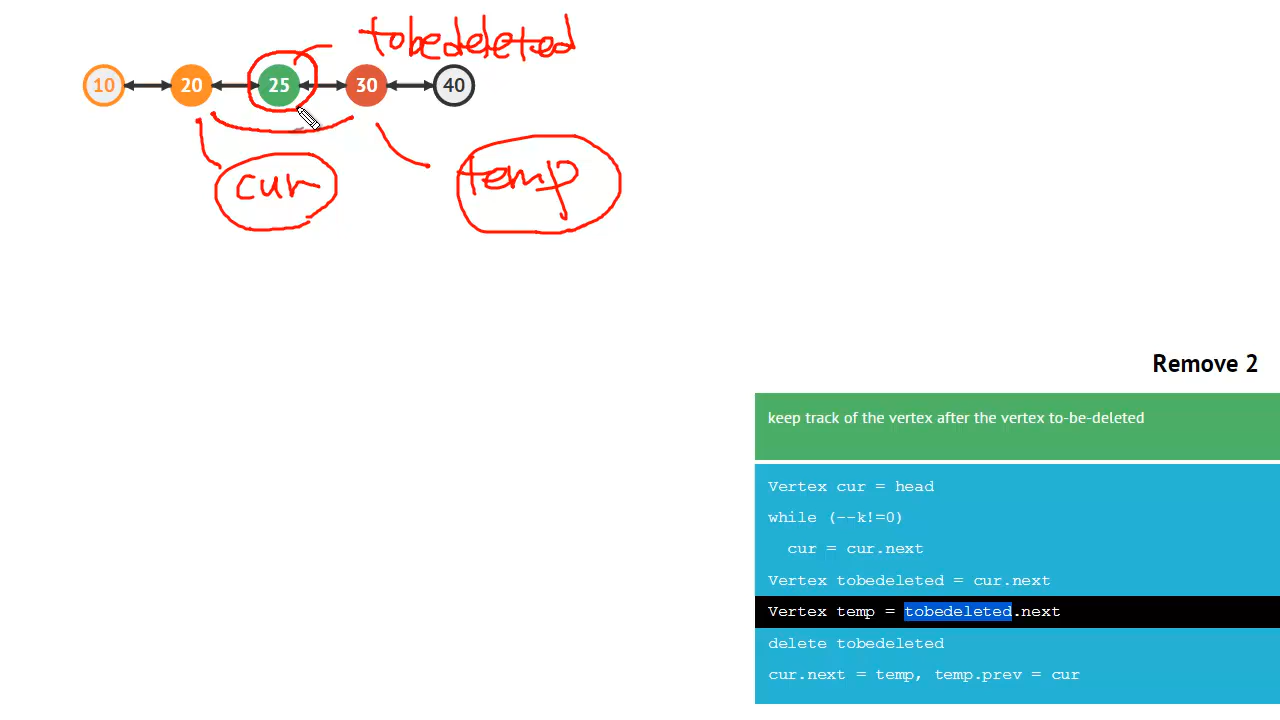 tobedeleted
10 20 25 30 40
cur temp
Remove 2
keep track of the vertex after the vertex to-be-deleted
Vertex cur = head
while (--k!=0)
cur = cur.next
Vertex tobedeleted = cur.next
Vertex temp = tobedeleted.next
delete tobedeleted
cur.next = temp, temp.prev = cur